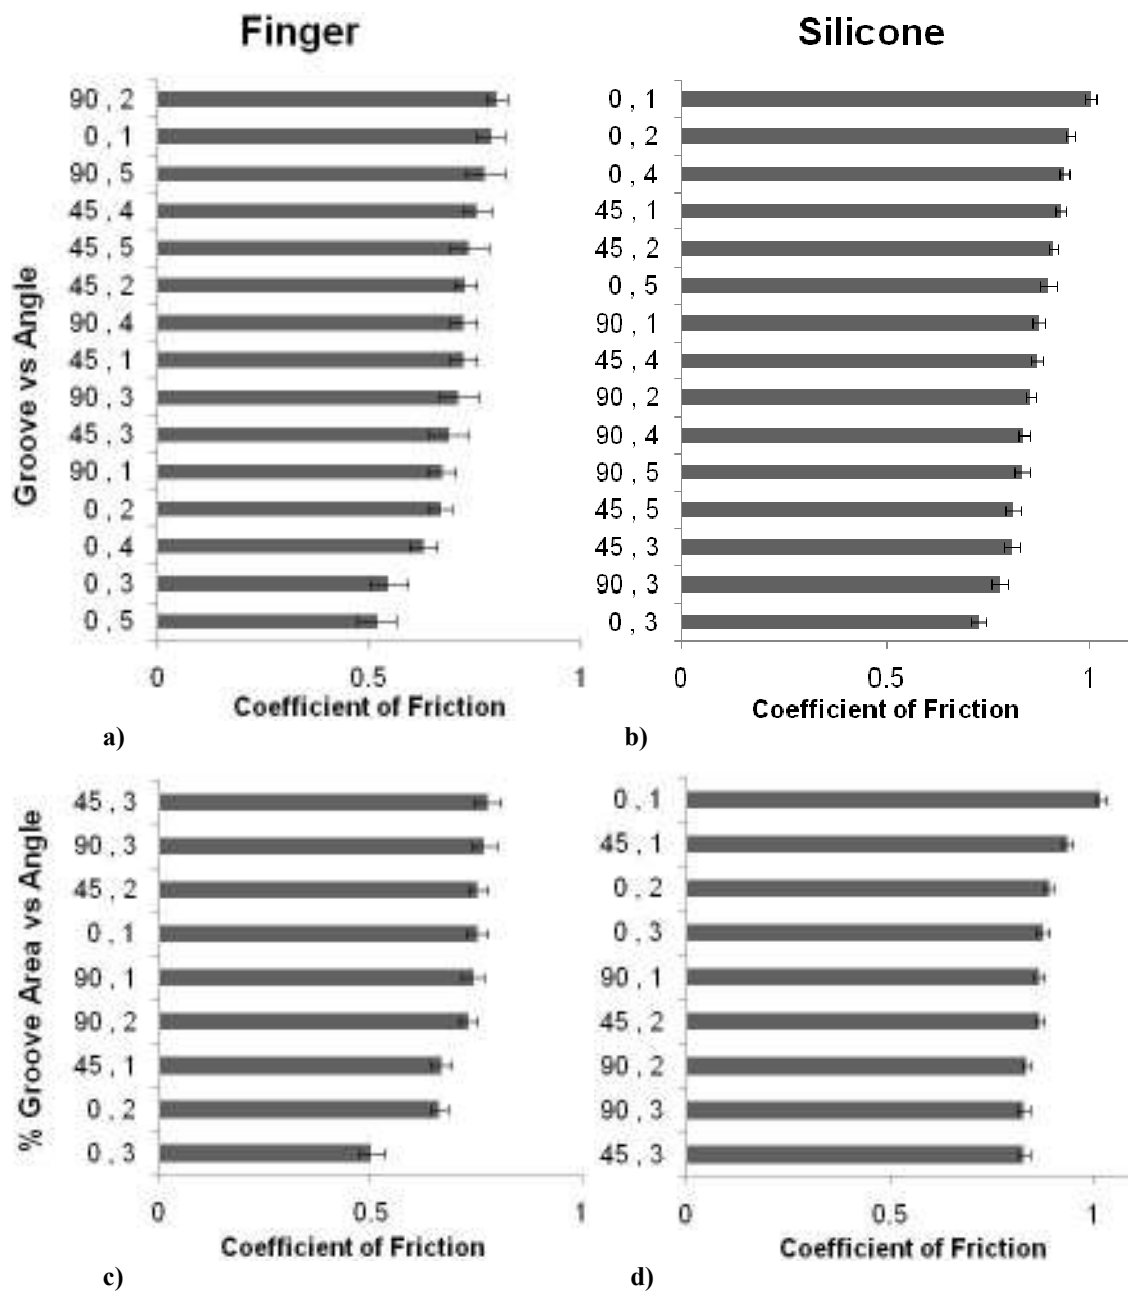 Finger
Groove vs Angle
90 , 2
0 , 1
90 , 5
45 , 4
45 , 5
45 , 2
90 , 4
45 , 1
90 , 3
45 , 3
90 , 1
0 , 2
0 , 4
0 , 3
0 , 5
0 0.5 1
Coefficient of Friction
a)
Silicone
0 , 1
0 , 2
0 , 4
45 , 1
45 , 2
0 , 5
90 , 1
45 , 4
90 , 2
90 , 4
90 , 5
45 , 5
45 , 3
90 , 3
0 , 3
0 0.5 1
Coefficient of Friction
b)
% Groove Area vs Angle
45 , 3
90 , 3
45 , 2
0 , 1
90 , 1
90 , 2
45 , 1
0 , 2
0 , 3
0 0.5 1
Coefficient of Friction
c)
0 , 1
45 , 1
0 , 2
0 , 3
90 , 1
45 , 2
90 , 2
90 , 3
45 , 3
0 0.5 1
Coefficient of Friction
d)